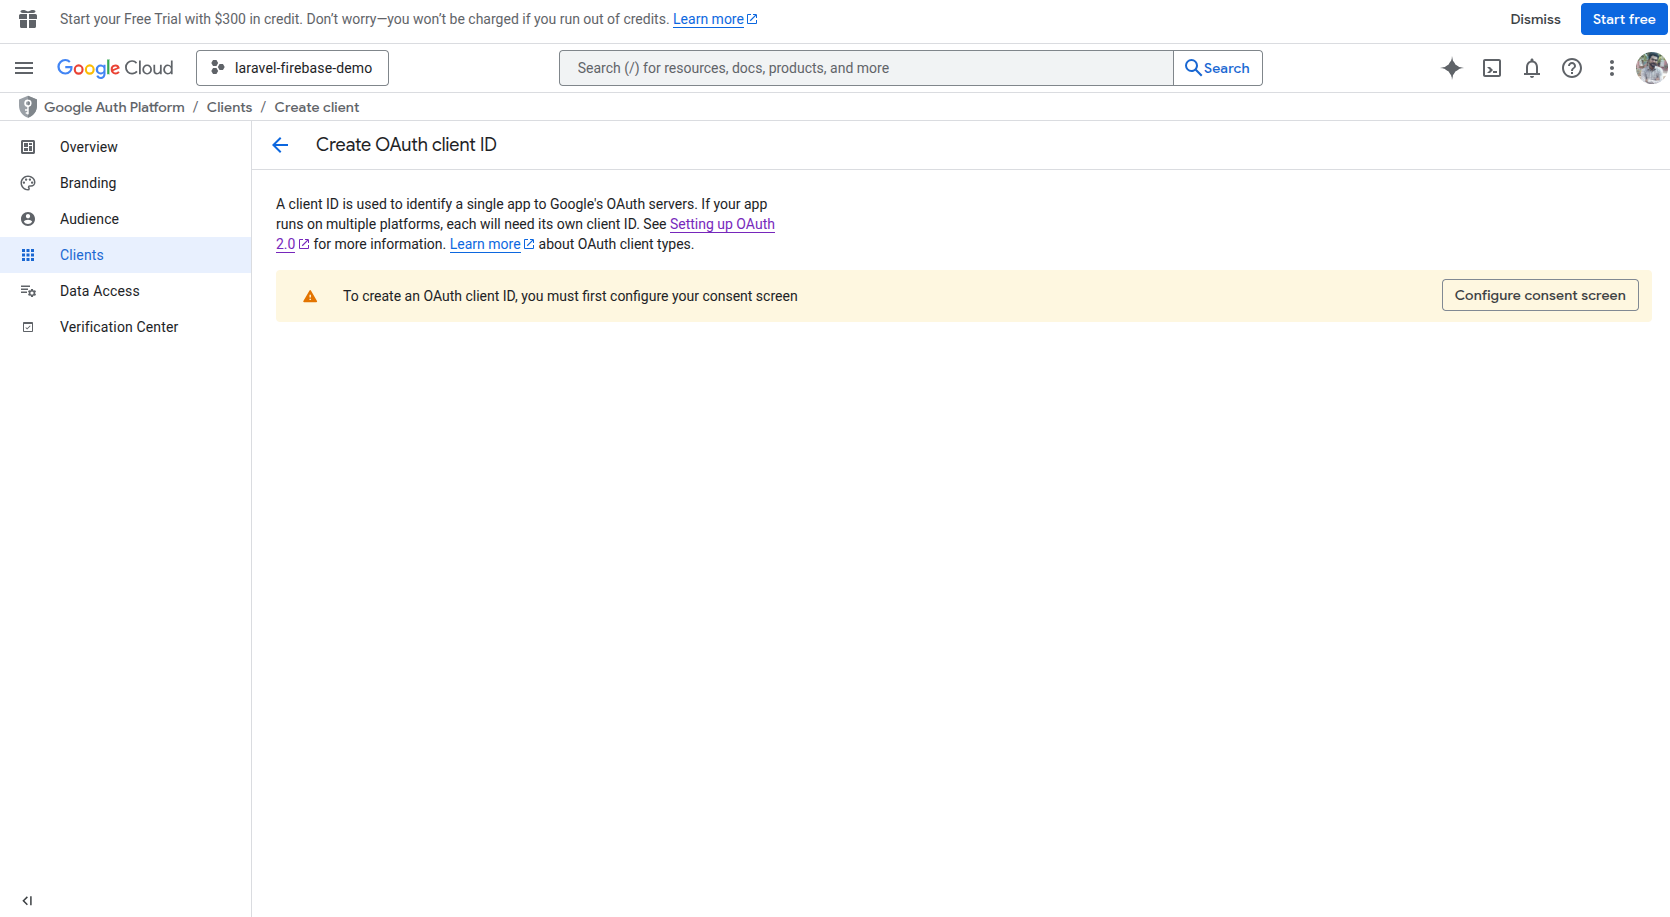 Start your Free Trial with $300 in credit. Don’t worry—you won’t be charged if you run out of credits. Learn more
Dismiss
Start free
Google Cloud
laravel-firebase-demo
Search (/) for resources, docs, products, and more
Search
Google Auth Platform / Clients / Create client
Overview
Branding
Audience
Clients
Data Access
Verification Center
Create OAuth client ID
A client ID is used to identify a single app to Google's OAuth servers. If your app
runs on multiple platforms, each will need its own client ID. See Setting up OAuth
2.0 for more information. Learn more about OAuth client types.
To create an OAuth client ID, you must first configure your consent screen
Configure consent screen